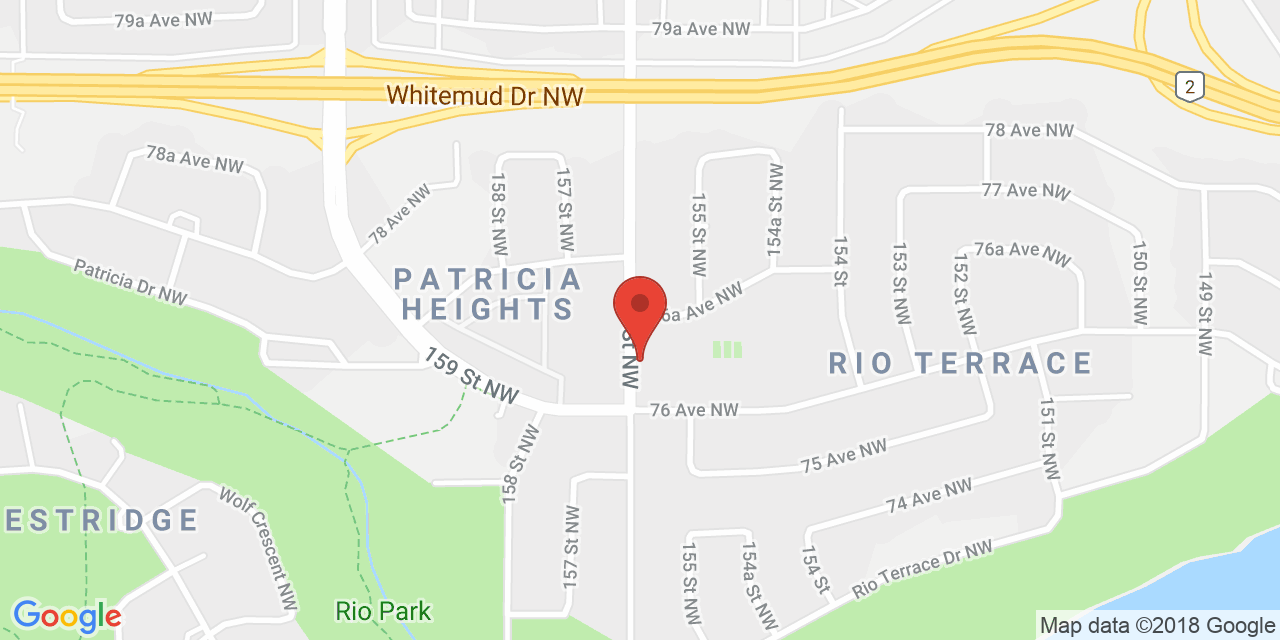 79a Ave NW
79a Ave NW
Whitemud Dr NW
2
78 Ave NW
78a Ave NW
77 Ave NW
158 St NW
157 St NW
155 St NW
154a St NW
78 Ave NW
154 St
153 St NW
152 St NW
76a Ave NW
150 St NW
149 St NW
Patricia Dr NW
PATRICIA
HEIGHTS
6a Ave NW
St NW
159 St NW
RIO TERRACE
76 Ave NW
151 St NW
75 Ave NW
158 St NW
74 Ave NW
ESTRIDGE
Wolf Crescent NW
157 St NW
155 St NW
154a St NW
154 St
Rio Terrace Dr NW
Rio Park
Google
Map data ©2018 Google